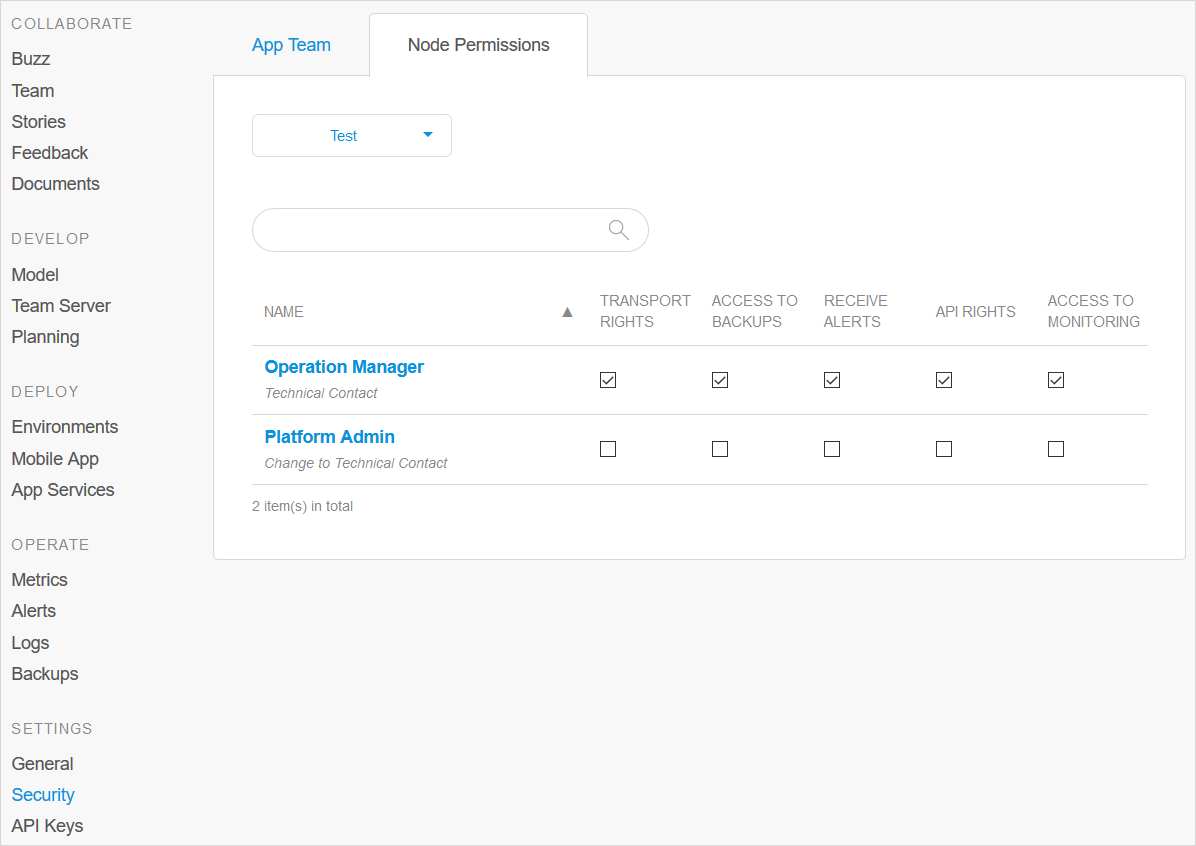 COLLABORATE
Buzz
Team
Stories
Feedback
Documents
DEVELOP
Model
Team Server
Planning
DEPLOY
Environments
Mobile App
App Services
OPERATE
Metrics
Alerts
Logs
Backups
SETTINGS
General
Security
API Keys
App Team
Node Permissions
Test
NAME
TRANSPORT
RIGHTS
ACCESS TO
BACKUPS
RECEIVE
ALERTS
API RIGHTS
ACCESS TO
MONITORING
Operation Manager
Technical Contact
Platform Admin
Change to Technical Contact
2 item(s) in total